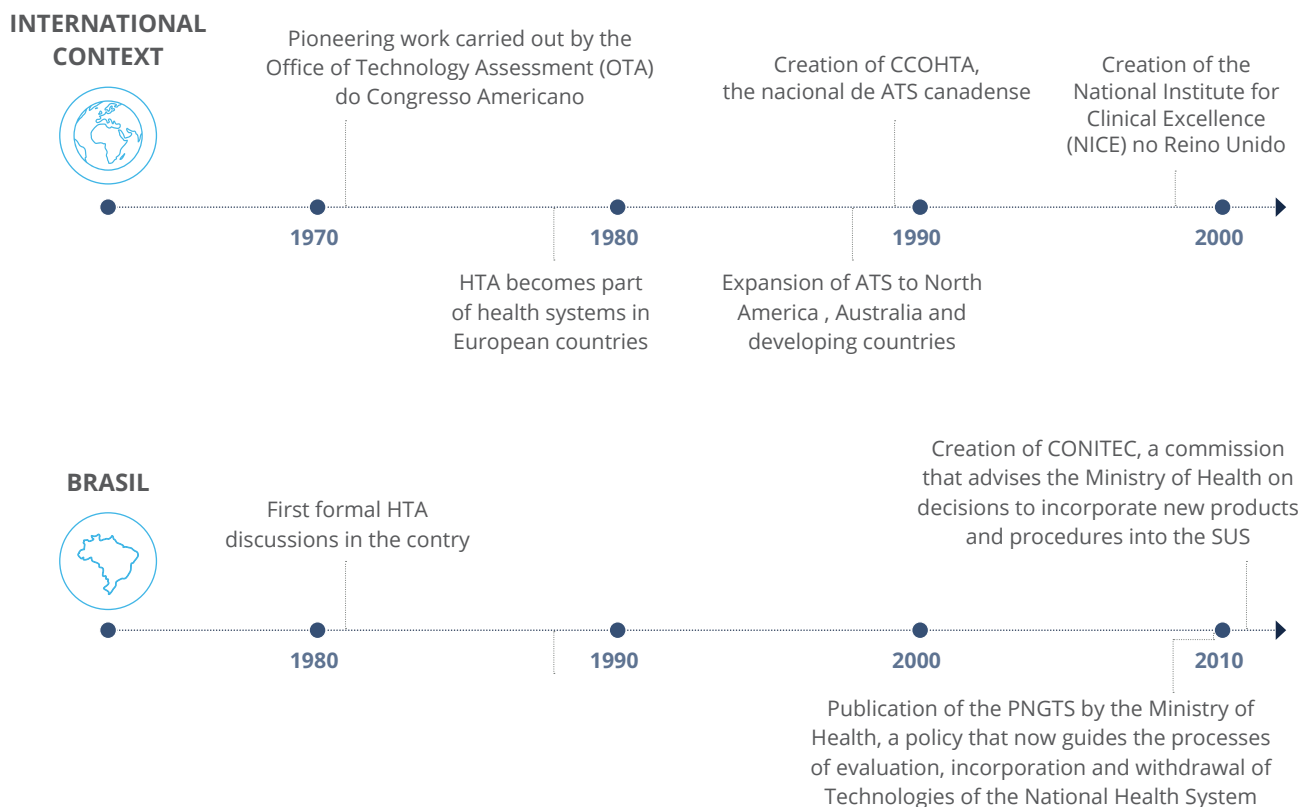 INTERNATIONAL
CONTEXT
Pioneering work carried out by the
Office of Technology Assessment (OTA)
do Congresso Americano
Creation of CCOHTA,
the nacional de ATS canadense
Creation of the
National Institute for
Clinical Excellence
(NICE) no Reino Unido
1970
1980
1990
2000
HTA becomes part
of health systems in
European countries
Expansion of ATS to North
America , Australia and
developing countries
BRASIL
First formal HTA
discussions in the contry
Creation of CONITEC, a commission
that advises the Ministry of Health on
decisions to incorporate new products
and procedures into the SUS
1980
1990
2000
2010
Publication of the PNGTS by the Ministry of
Health, a policy that now guides the processes
of evaluation, incorporation and withdrawal of
Technologies of the National Health System